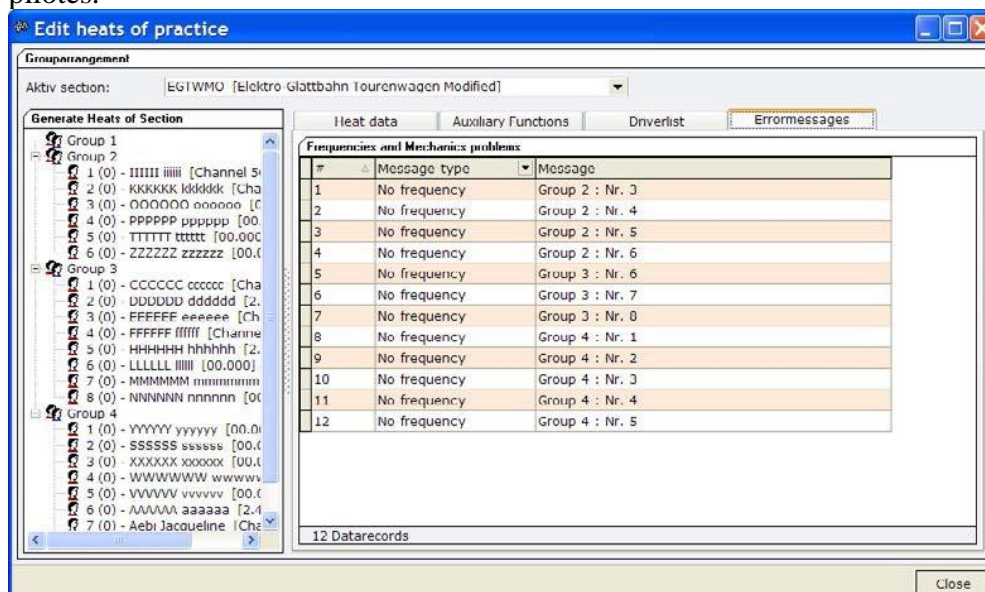 pilotes.
Edit heats of practice
Grouparrangement
Aktiv section: EGTWMO [Elektro Glattbahn Tourenwagen Modified]
Generate Heats of Section
Group 1
Group 2
1 (0) - IIIIII iiiiii [Channel 5
2 (0) - KKKKKK kkkkkk [Cha
3 (0) - OOOOOO oooooo [C
4 (0) - PPPPPP pppppp [00.
5 (0) - TTTTTT tttttt [00.000
6 (0) - ZZZZZZ zzzzzz [00.0
Group 3
1 (0) - CCCCCC cccccc [Cha
2 (0) - DDDDDD dddddd [2.
3 (0) - EEEEEE eeeeee [Ch
4 (0) - FFFFFF ffffff [Channe
5 (0) - HHHHHH hhhhhh [2.
6 (0) - LLLLLL llllll [00.000]
7 (0) - MMMMMM mmmmmm
8 (0) - NNNNNN nnnnnn [00
Group 4
1 (0) - YYYYYY yyyyyy [00.0
2 (0) - SSSSSS ssssss [00.0
3 (0) - XXXXXX xxxxxx [00.0
4 (0) - WWWWWW wwwww
5 (0) - VVVVVV vvvvvv [00.0
6 (0) - AAAAAA aaaaaa [2.4
7 (0) - Aebi Jacqueline [Cha
Heat data Auxiliary Functions Driverlist Errormessages
Frequencies and Mechanics problems
# Message type Message
1 No frequency Group 2 : Nr. 3
2 No frequency Group 2 : Nr. 4
3 No frequency Group 2 : Nr. 5
4 No frequency Group 2 : Nr. 6
5 No frequency Group 3 : Nr. 6
6 No frequency Group 3 : Nr. 7
7 No frequency Group 3 : Nr. 8
8 No frequency Group 4 : Nr. 1
9 No frequency Group 4 : Nr. 2
10 No frequency Group 4 : Nr. 3
11 No frequency Group 4 : Nr. 4
12 No frequency Group 4 : Nr. 5
12 Datarecords
Close